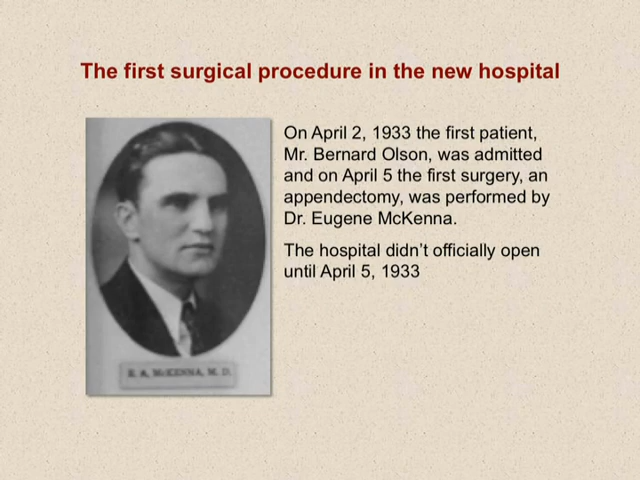 The first surgical procedure in the new hospital
On April 2, 1933 the first patient,
Mr. Bernard Olson, was admitted
and on April 5 the first surgery, an
appendectomy, was performed by
Dr. Eugene McKenna.
The hospital didn’t officially open
until April 5, 1933
McKENNA, M. D.